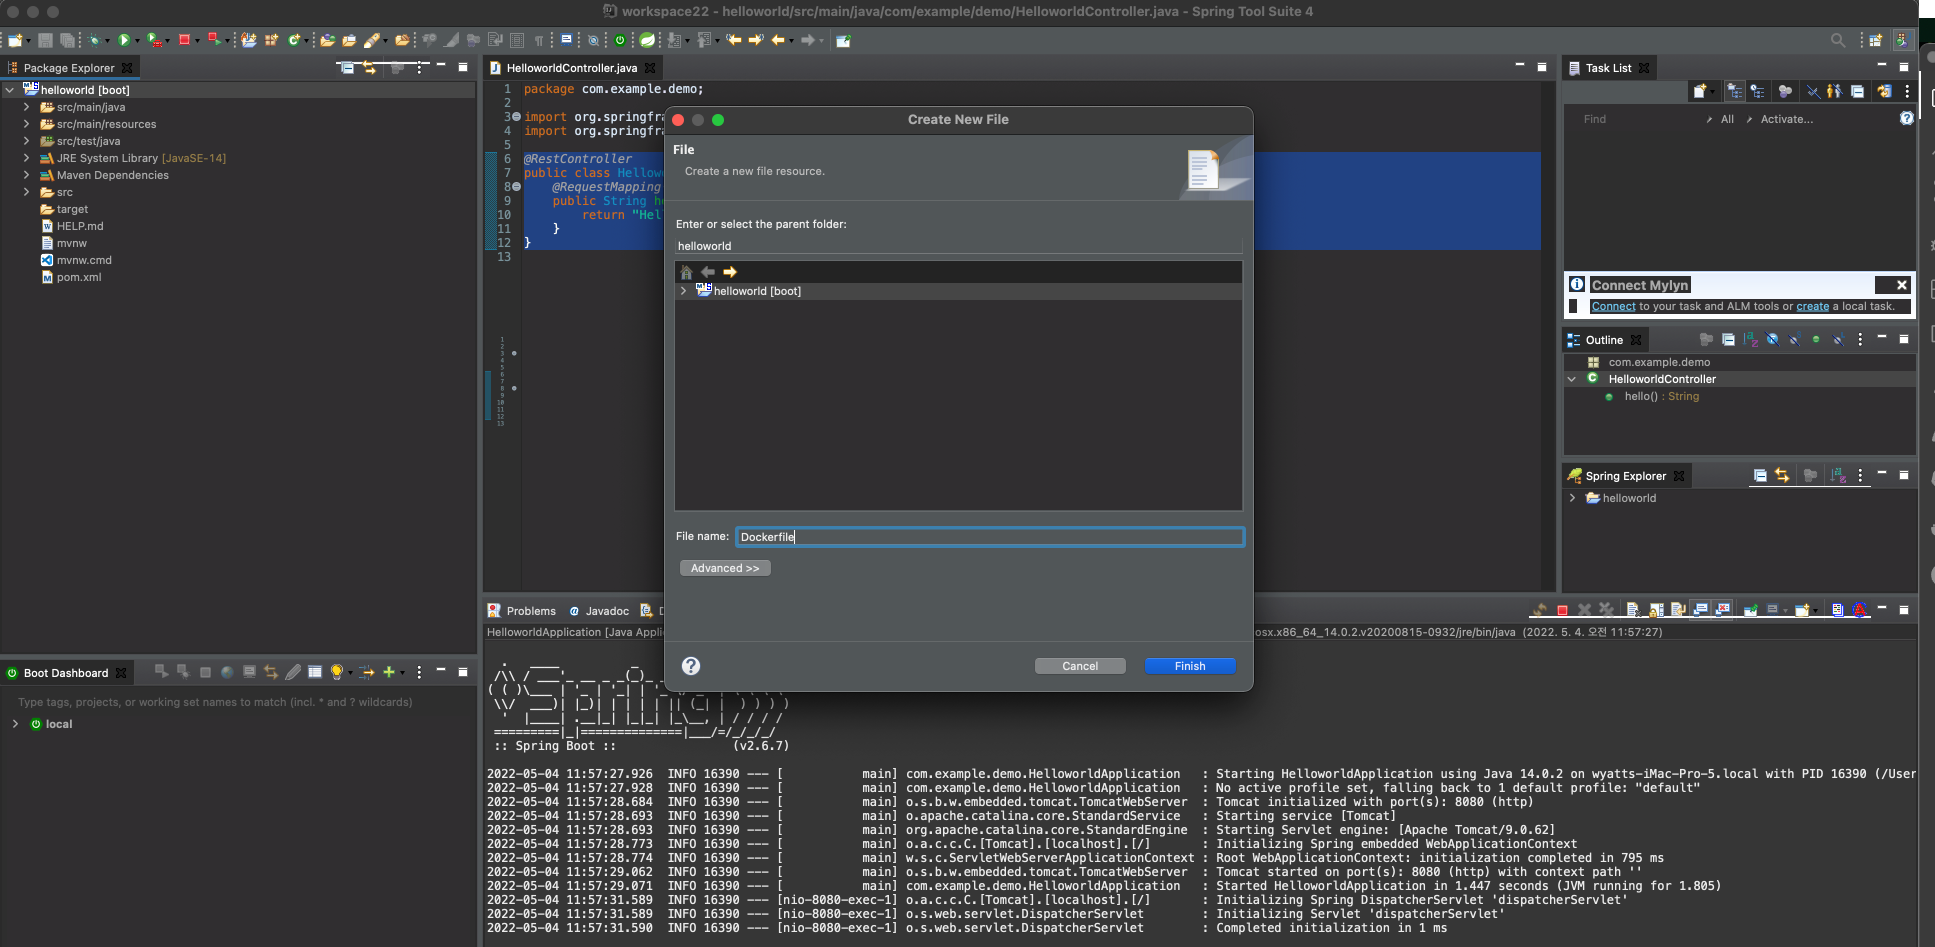 workspace22 - helloworld/src/main/java/com/example/demo/HelloworldController.java - Spring Tool Suite 4
Package Explorer
helloworld [boot]
src/main/java
src/main/resources
src/test/java
JRE System Library [JavaSE-14]
Maven Dependencies
src
target
HELP.md
mvnw
mvnw.cmd
pom.xml
HelloworldController.java
1 package com.example.demo;
2
3 import org.springfra
4 import org.springfra
5
6 @RestController
7 public class Hellow
8 @RequestMapping
9 public String he
10 return "Hel
11 }
12 }
13
Create New File
File
Create a new file resource.
Enter or select the parent folder:
helloworld
helloworld [boot]
File name: Dockerfile
Advanced >>
Cancel
Finish
Task List
Find
All
Activate...
Connect Mylyn
Connect to your task and ALM tools or create a local task.
Outline
com.example.demo
HelloworldController
hello() : String
Spring Explorer
helloworld
Boot Dashboard
Type tags, projects, or working set names to match (incl. * and ? wildcards)
local
Problems
Javadoc
D
HelloworldApplication [Java Appli
osx.x86_64_14.0.2.v20200815-0932/jre/bin/java (2022. 5. 4. 오전 11:57:27)
:: Spring Boot :: (v2.6.7)
2022-05-04 11:57:27.926 INFO 16390 --- [ main] com.example.demo.HelloworldApplication : Starting HelloworldApplication using Java 14.0.2 on wyatts-iMac-Pro-5.local with PID 16390 (/User
2022-05-04 11:57:27.928 INFO 16390 --- [ main] com.example.demo.HelloworldApplication : No active profile set, falling back to 1 default profile: "default"
2022-05-04 11:57:28.684 INFO 16390 --- [ main] o.s.b.w.embedded.tomcat.TomcatWebServer : Tomcat initialized with port(s): 8080 (http)
2022-05-04 11:57:28.693 INFO 16390 --- [ main] o.apache.catalina.core.StandardService : Starting service [Tomcat]
2022-05-04 11:57:28.693 INFO 16390 --- [ main] org.apache.catalina.core.StandardEngine : Starting Servlet engine: [Apache Tomcat/9.0.62]
2022-05-04 11:57:28.773 INFO 16390 --- [ main] o.a.c.c.C.[Tomcat].[localhost].[/] : Initializing Spring embedded WebApplicationContext
2022-05-04 11:57:28.774 INFO 16390 --- [ main] w.s.c.ServletWebServerApplicationContext : Root WebApplicationContext: initialization completed in 795 ms
2022-05-04 11:57:29.062 INFO 16390 --- [ main] o.s.b.w.embedded.tomcat.TomcatWebServer : Tomcat started on port(s): 8080 (http) with context path ''
2022-05-04 11:57:29.071 INFO 16390 --- [ main] com.example.demo.HelloworldApplication : Started HelloworldApplication in 1.447 seconds (JVM running for 1.805)
2022-05-04 11:57:31.589 INFO 16390 --- [nio-8080-exec-1] o.a.c.c.C.[Tomcat].[localhost].[/] : Initializing Spring DispatcherServlet 'dispatcherServlet'
2022-05-04 11:57:31.589 INFO 16390 --- [nio-8080-exec-1] o.s.web.servlet.DispatcherServlet : Initializing Servlet 'dispatcherServlet'
2022-05-04 11:57:31.590 INFO 16390 --- [nio-8080-exec-1] o.s.web.servlet.DispatcherServlet : Completed initialization in 1 ms